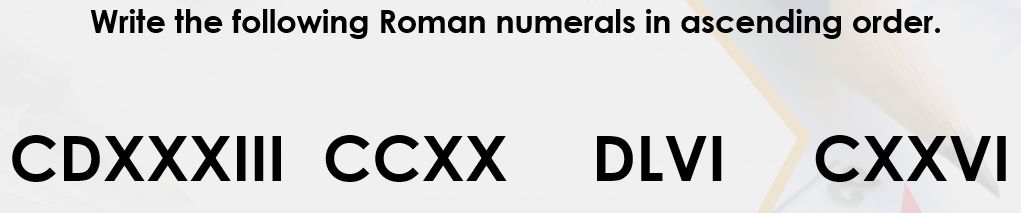 Write the following Roman numerals in ascending order.
CDXXXIII CCXX DLVI CXXVI